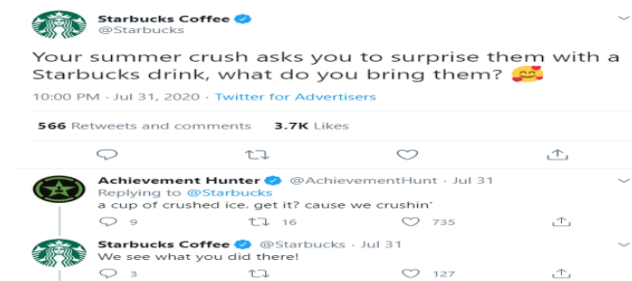 Starbucks Coffee
@Starbucks
Your summer crush asks you to surprise them with a
Starbucks drink, what do you bring them? 🥰
10:00 PM · Jul 31, 2020 · Twitter for Advertisers
566 Retweets and comments 3.7K Likes
Achievement Hunter @AchievementHunter · Jul 31
Replying to @Starbucks
a cup of crushed ice. get it? cause we crushin'
9 16 735
Starbucks Coffee @Starbucks · Jul 31
We see what you did there!
3 127